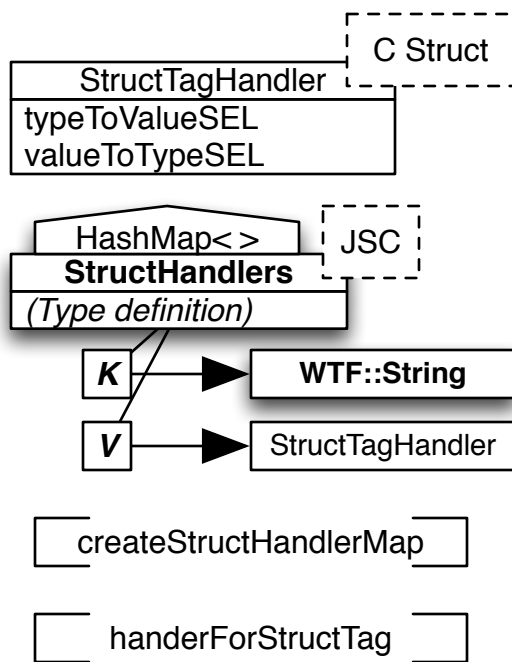 C Struct
StructTagHandler
typeToValueSEL
valueToTypeSEL
HashMap< >
JSC
StructHandlers
(Type definition)
K
WTF::String
V
StructTagHandler
createStructHandlerMap
handerForStructTag